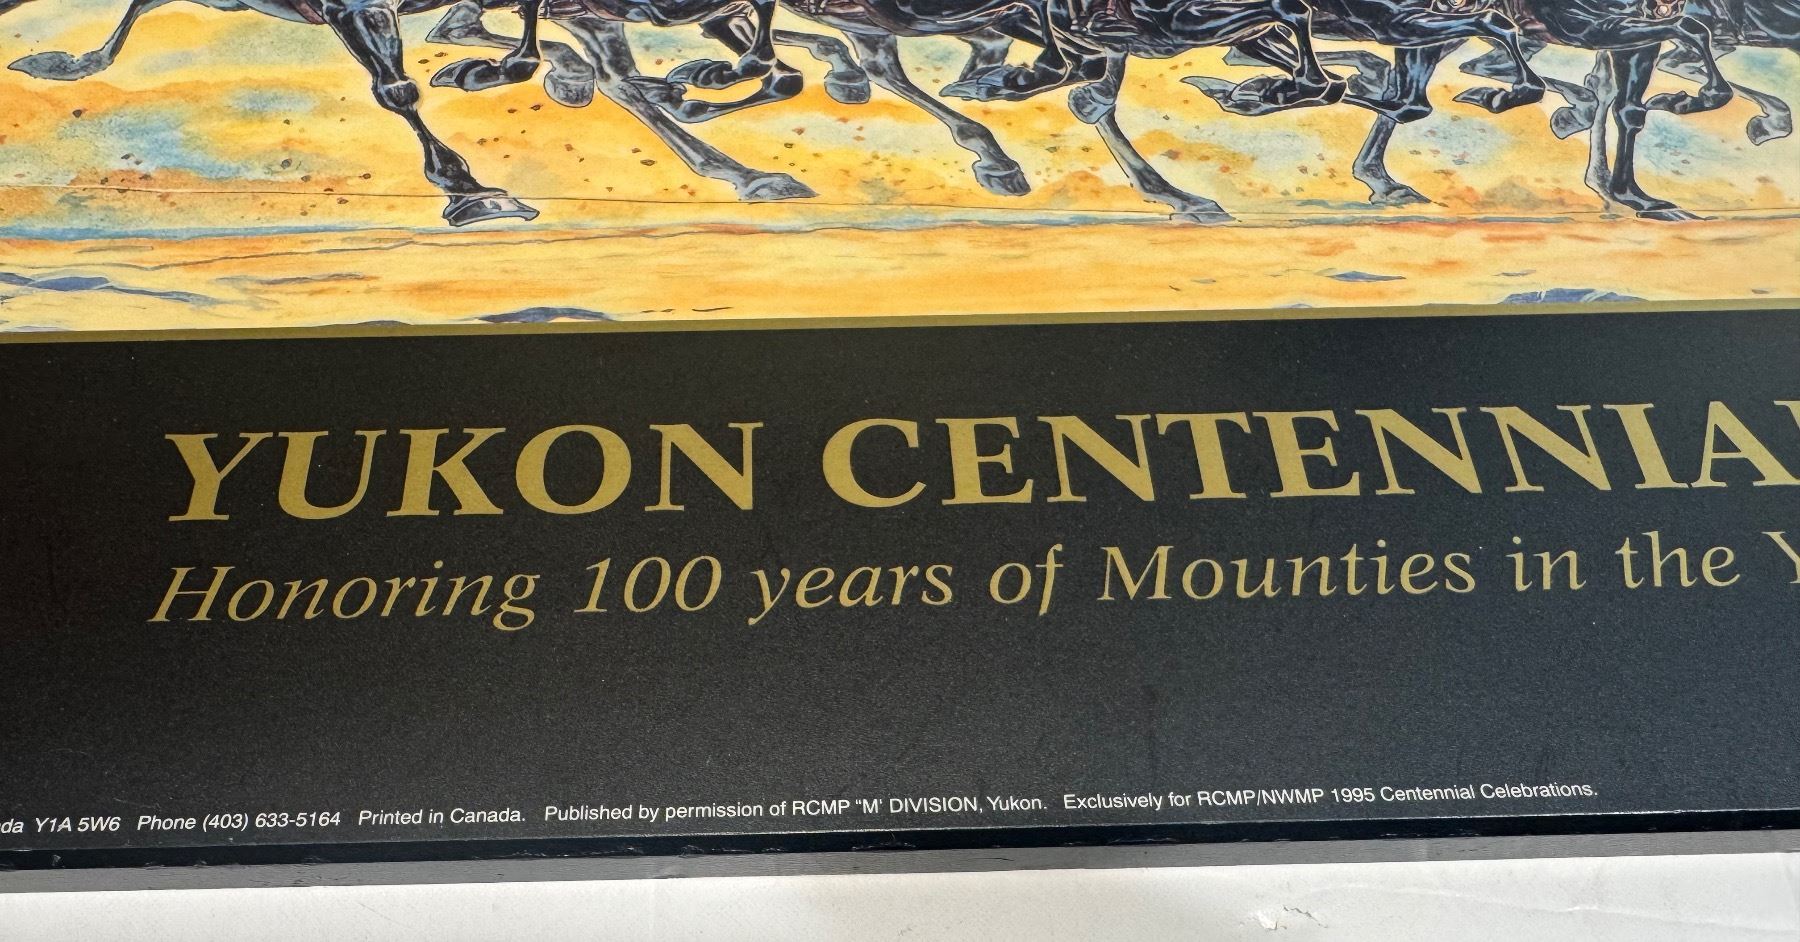 YUKON CENTENNIA
Honoring 100 years of Mounties in the Y
da Y1A 5W6 Phone (403) 633-5164 Printed in Canada. Published by permission of RCMP “M’ DIVISION, Yukon. Exclusively for RCMP/NWMP 1995 Centennial Celebrations.